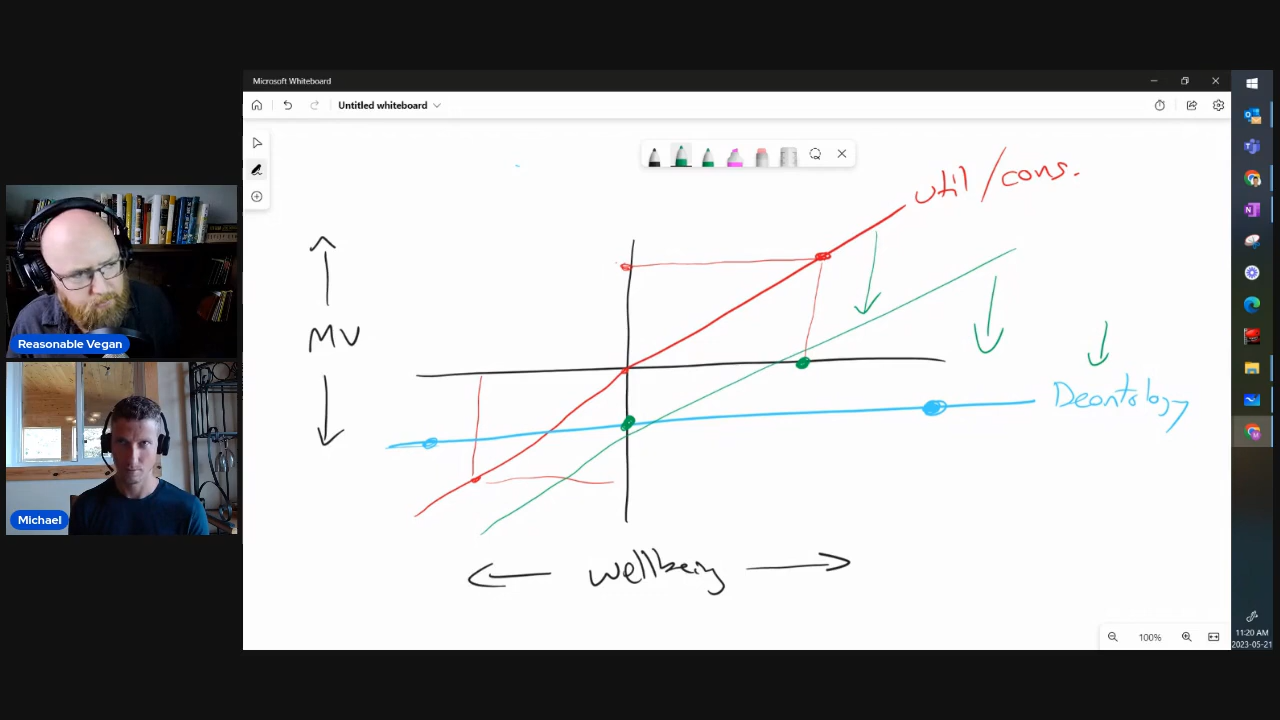 Microsoft Whiteboard
Untitled whiteboard
util/cons.
MV
Reasonable Vegan
Deontology
Michael
wellbeing
100%
11:20 AM
2023-05-21